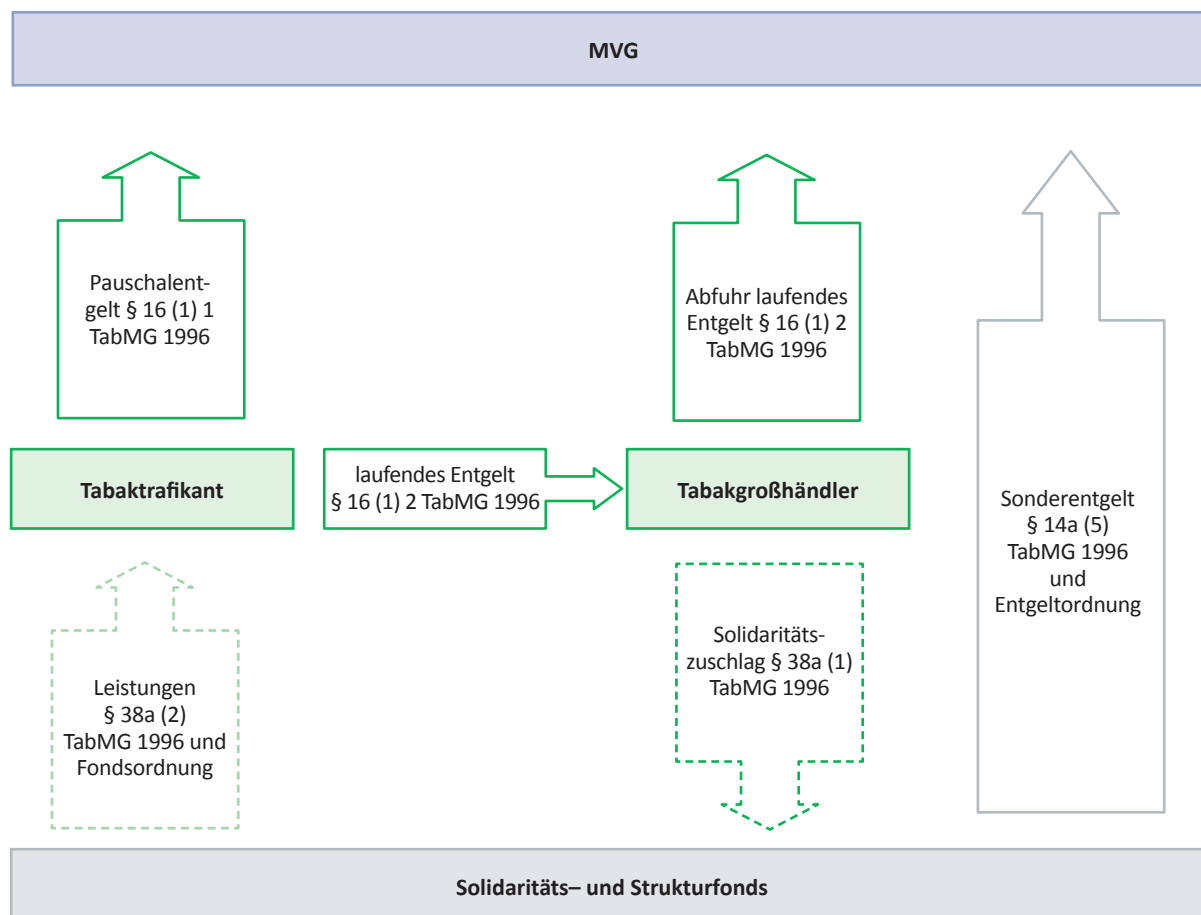 MVG
Pauschalent-
gelt § 16 (1) 1
TabMG 1996
Abfuhr laufendes
Entgelt § 16 (1) 2
TabMG 1996
Tabaktrafikant
laufendes Entgelt
§ 16 (1) 2 TabMG 1996
Tabakgroßhändler
Sonderentgelt
§ 14a (5)
TabMG 1996
und
Entgeltordnung
Leistungen
§ 38a (2)
TabMG 1996 und
Fondsordnung
Solidaritäts-
zuschlag § 38a (1)
TabMG 1996
Solidaritäts– und Strukturfonds